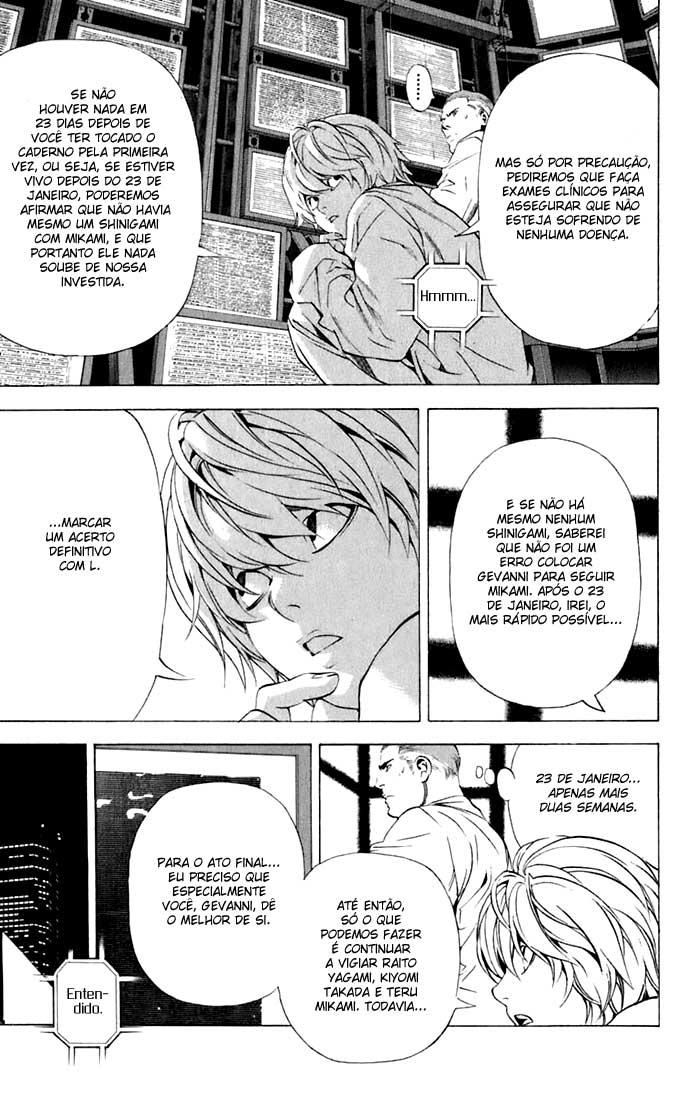 ......
MAS SÓ POR PRECAUÇÃO,
PEDIREMOS QUE FAÇA
EXAMES CLÍNICOS PARA
ASSEGURAR QUE NÃO
ESTEJA SOFRENDO DE
NENHUMA DOENÇA.
Hmmm...
SE NÃO
HOUVER NADA EM
23 DIAS DEPOIS DE
VOCÊ TER TOCADO O
CADERNO PELA PRIMEIRA
VEZ, OU SEJA, SE ESTIVER
VIVO DEPOIS DO 23 DE
JANEIRO, PODEREMOS
AFIRMAR QUE NÃO HAVIA
MESMO UM SHINIGAMI
COM MIKAMI, E QUE
PORTANTO ELE NADA
SOUBE DE NOSSA
INVESTIDA.
E SE NÃO HÁ
MESMO NENHUM
SHINIGAMI, SABEREI
QUE NÃO FOI UM
ERRO COLOCAR
GEVANNI PARA SEGUIR
MIKAMI. APÓS O 23
DE JANEIRO, IREI, O
MAIS RÁPIDO POSSÍVEL...
...MARCAR
UM ACERTO
DEFINITIVO
COM L.
23 DE JANEIRO...
APENAS MAIS
DUAS SEMANAS.
ATÉ ENTÃO,
SÓ O QUE
PODEMOS FAZER
É CONTINUAR
A VIGIAR RAITO
YAGAMI, KIYOMI
TAKADA E TERU
MIKAMI. TODAVIA...
PARA O ATO FINAL...
EU PRECISO QUE
ESPECIALMENTE
VOCÊ, GEVANNI, DÊ
O MELHOR DE SI.
Enten-
dido.